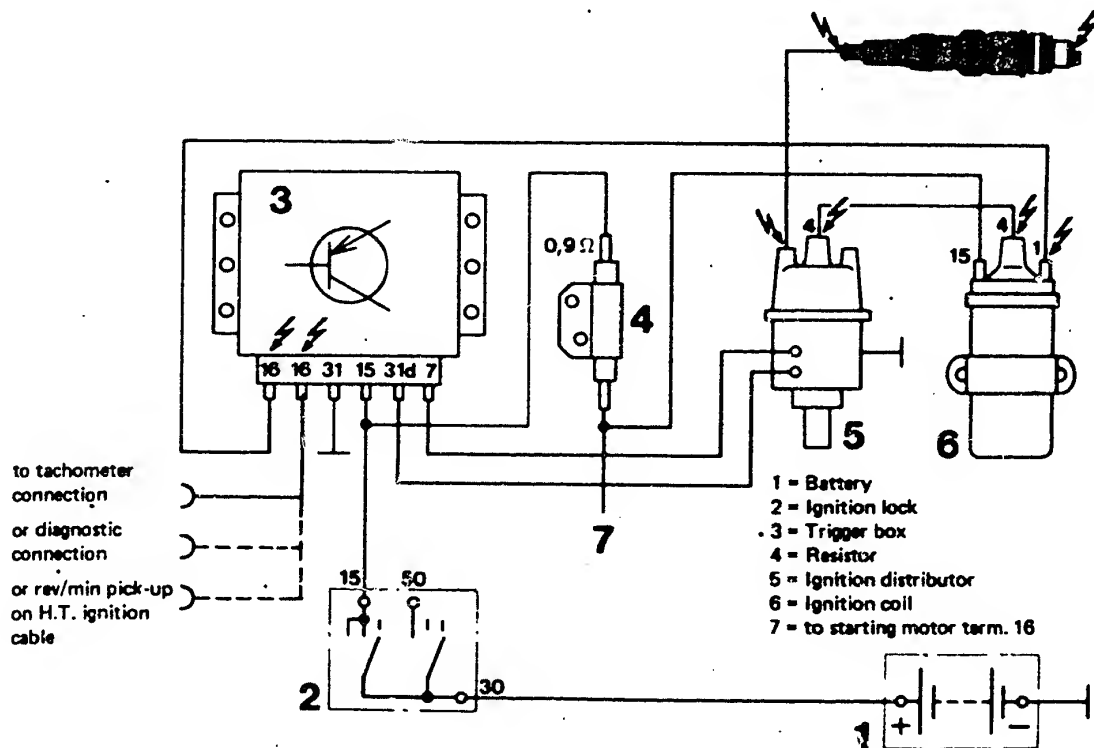 3
0,9 Ω
4
4
4
1
15
16 16 31 15 31d 7
5
6
to tachometer
connection
or diagnostic
connection
or rev/min pick-up
on H.T. ignition
cable
7
1 = Battery
2 = Ignition lock
3 = Trigger box
4 = Resistor
5 = Ignition distributor
6 = Ignition coil
7 = to starting motor term. 16
15 50
2
30
1
+ −